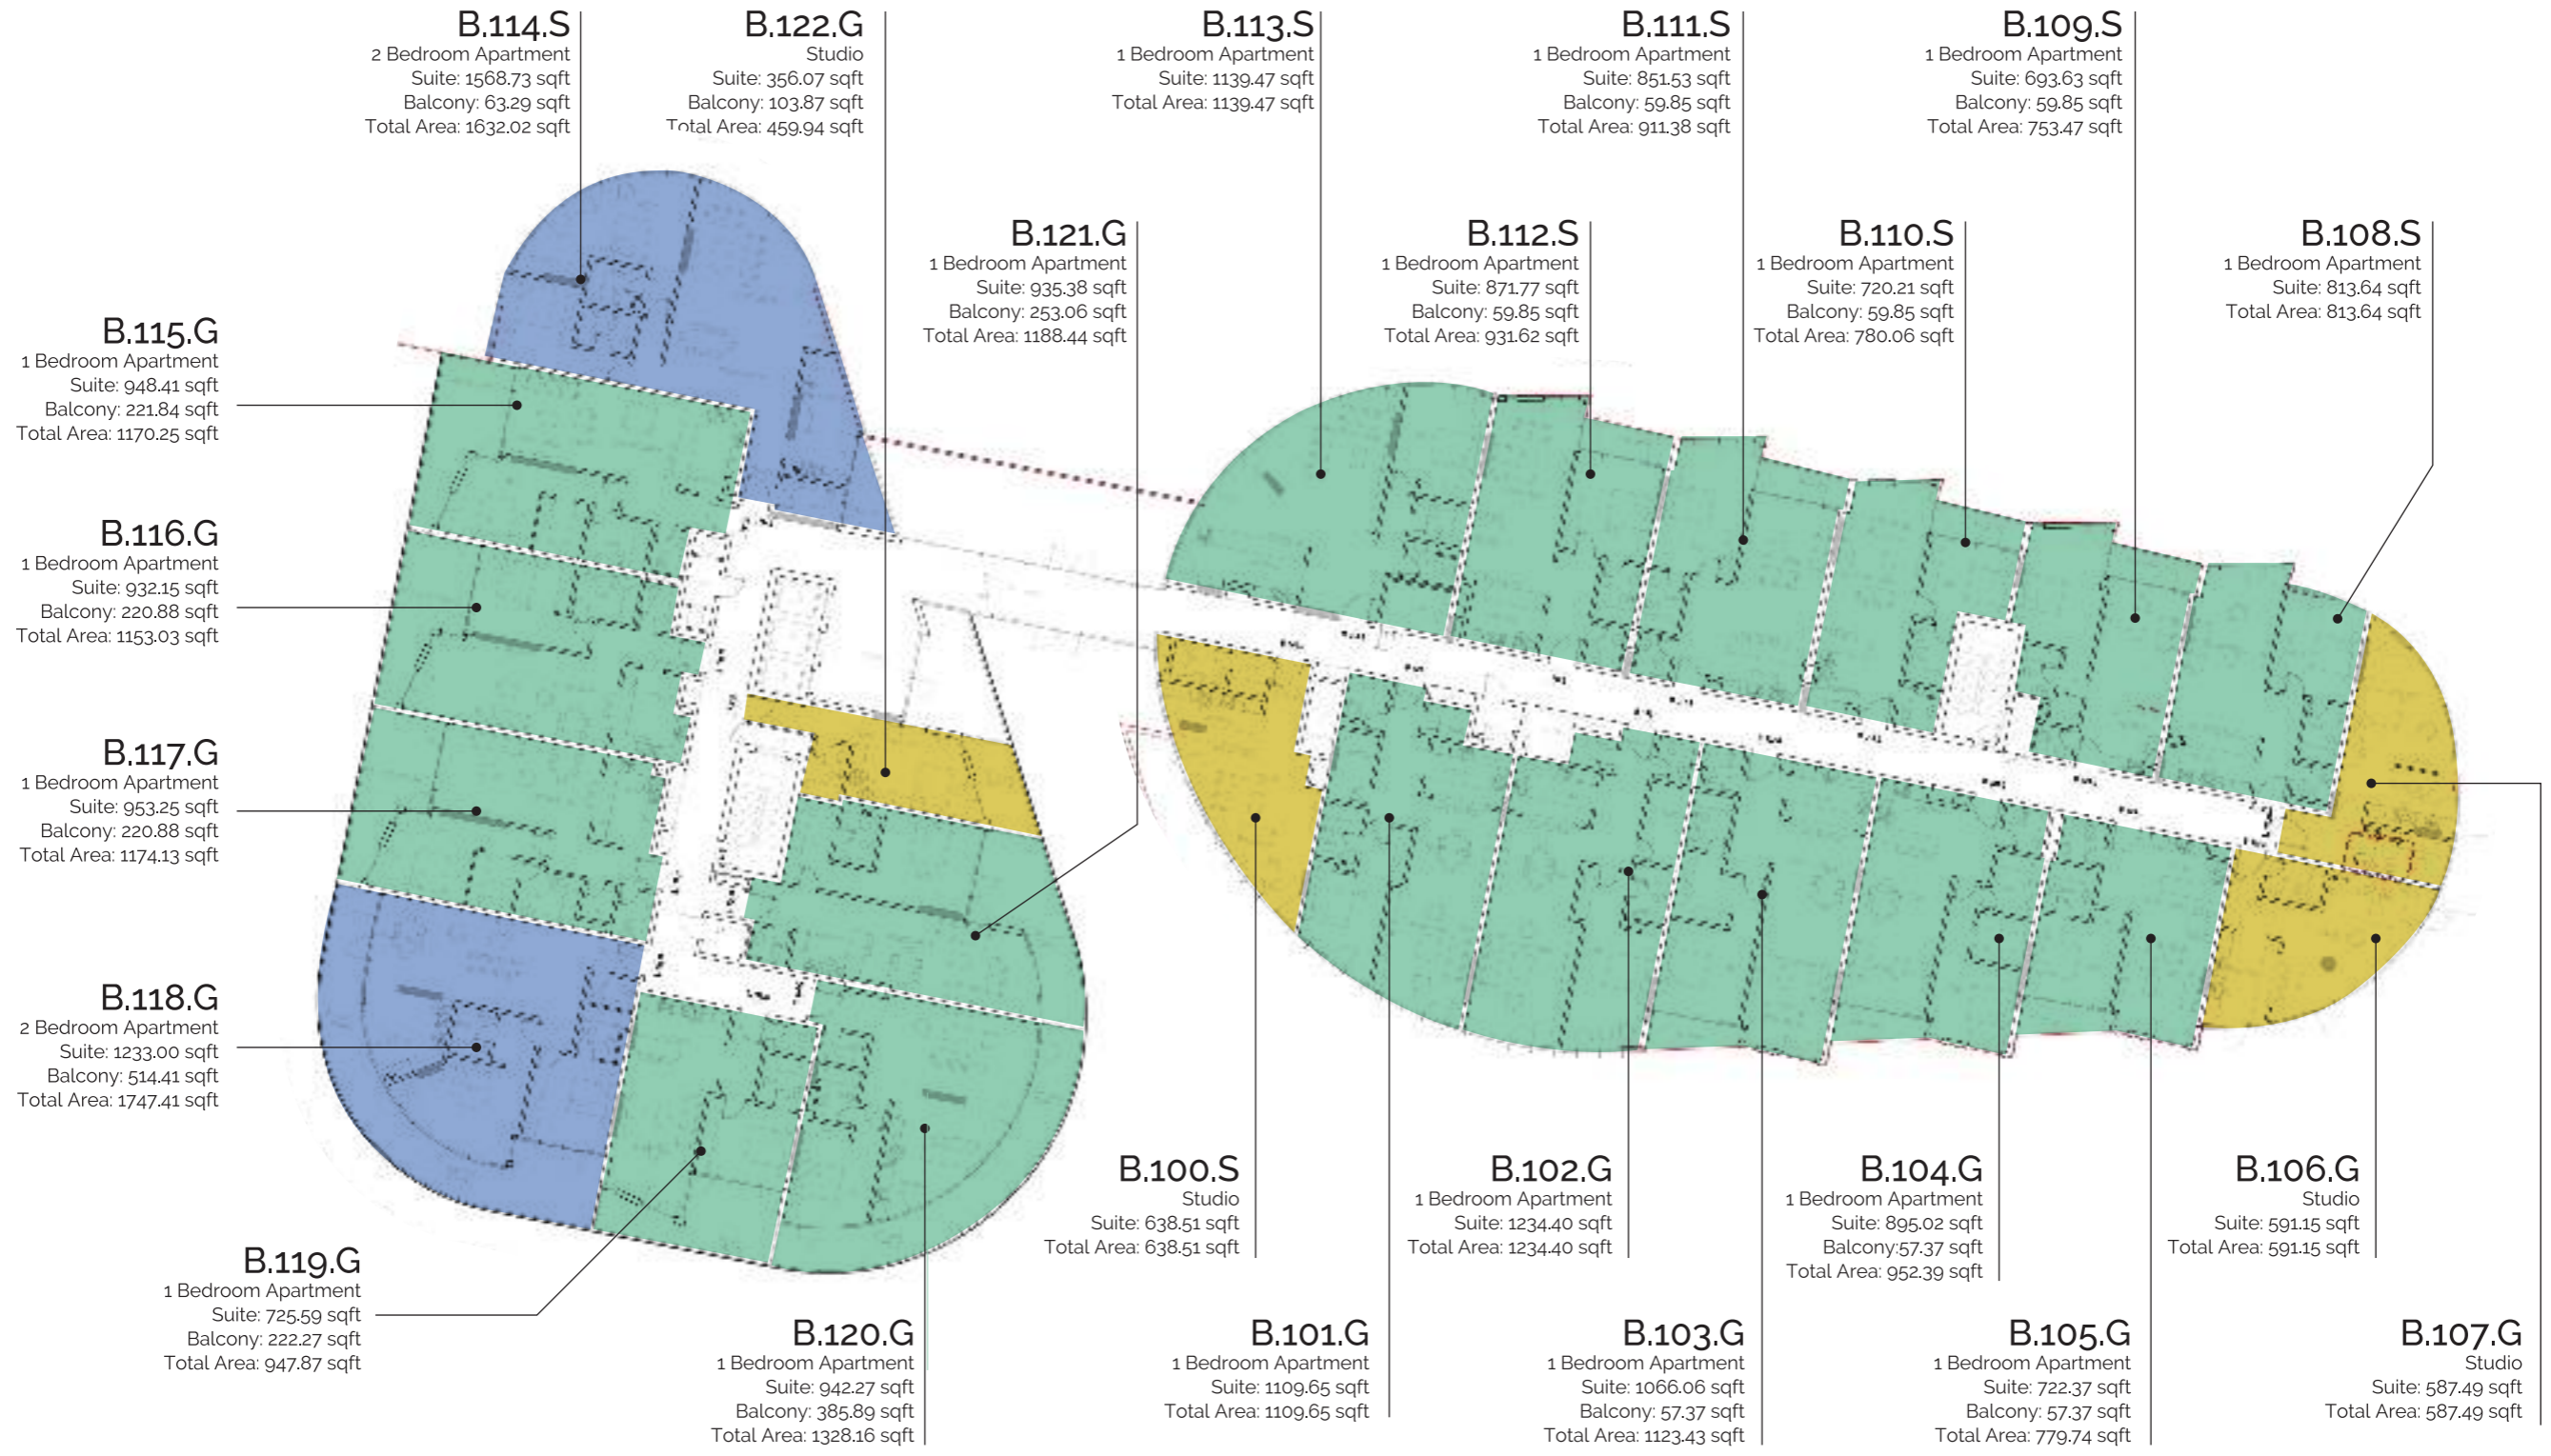 B.114.S
2 Bedroom Apartment
Suite: 1568.73 sqft
Balcony: 63.29 sqft
Total Area: 1632.02 sqft
B.122.G
Studio
Suite: 356.07 sqft
Balcony: 103.87 sqft
Total Area: 459.94 sqft
B.113.S
1 Bedroom Apartment
Suite: 1139.47 sqft
Total Area: 1139.47 sqft
B.111.S
1 Bedroom Apartment
Suite: 851.53 sqft
Balcony: 59.85 sqft
Total Area: 911.38 sqft
B.109.S
1 Bedroom Apartment
Suite: 693.63 sqft
Balcony: 59.85 sqft
Total Area: 753.47 sqft
B.121.G
1 Bedroom Apartment
Suite: 935.38 sqft
Balcony: 253.06 sqft
Total Area: 1188.44 sqft
B.112.S
1 Bedroom Apartment
Suite: 871.77 sqft
Balcony: 59.85 sqft
Total Area: 931.62 sqft
B.110.S
1 Bedroom Apartment
Suite: 720.21 sqft
Balcony: 59.85 sqft
Total Area: 780.06 sqft
B.108.S
1 Bedroom Apartment
Suite: 813.64 sqft
Total Area: 813.64 sqft
B.115.G
1 Bedroom Apartment
Suite: 948.41 sqft
Balcony: 221.84 sqft
Total Area: 1170.25 sqft
B.116.G
1 Bedroom Apartment
Suite: 932.15 sqft
Balcony: 220.88 sqft
Total Area: 1153.03 sqft
B.117.G
1 Bedroom Apartment
Suite: 953.25 sqft
Balcony: 220.88 sqft
Total Area: 1174.13 sqft
B.118.G
2 Bedroom Apartment
Suite: 1233.00 sqft
Balcony: 514.41 sqft
Total Area: 1747.41 sqft
B.119.G
1 Bedroom Apartment
Suite: 725.59 sqft
Balcony: 222.27 sqft
Total Area: 947.87 sqft
B.120.G
1 Bedroom Apartment
Suite: 942.27 sqft
Balcony: 385.89 sqft
Total Area: 1328.16 sqft
B.100.S
Studio
Suite: 638.51 sqft
Total Area: 638.51 sqft
B.101.G
1 Bedroom Apartment
Suite: 1109.65 sqft
Total Area: 1109.65 sqft
B.102.G
1 Bedroom Apartment
Suite: 1234.40 sqft
Total Area: 1234.40 sqft
B.103.G
1 Bedroom Apartment
Suite: 1066.06 sqft
Balcony: 57.37 sqft
Total Area: 1123.43 sqft
B.104.G
1 Bedroom Apartment
Suite: 895.02 sqft
Balcony:57.37 sqft
Total Area: 952.39 sqft
B.105.G
1 Bedroom Apartment
Suite: 722.37 sqft
Balcony: 57.37 sqft
Total Area: 779.74 sqft
B.106.G
Studio
Suite: 591.15 sqft
Total Area: 591.15 sqft
B.107.G
Studio
Suite: 587.49 sqft
Total Area: 587.49 sqft